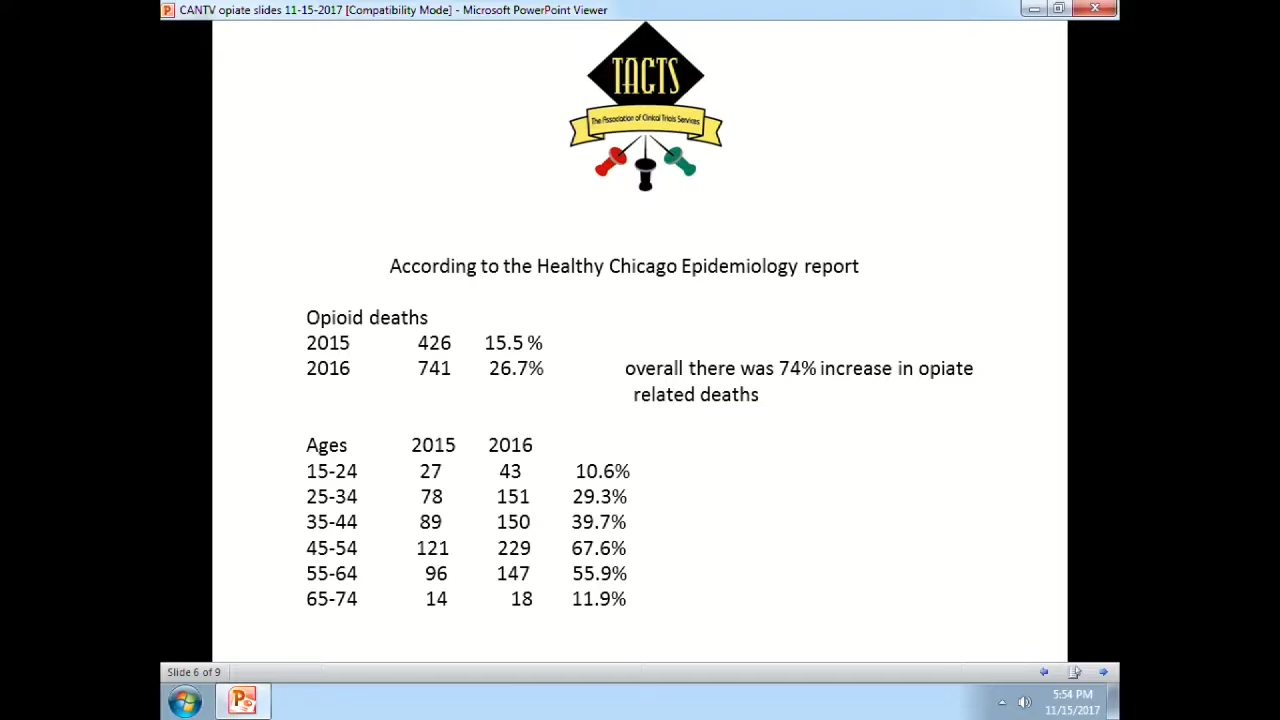 CANTV opiate slides 11-15-2017 [Compatibility Mode] - Microsoft PowerPoint Viewer
TACTS
The Association of Clinical Trials Services
According to the Healthy Chicago Epidemiology report
Opioid deaths
2015 426 15.5 %
2016 741 26.7% overall there was 74% increase in opiate
related deaths
Ages 2015 2016
15-24 27 43 10.6%
25-34 78 151 29.3%
35-44 89 150 39.7%
45-54 121 229 67.6%
55-64 96 147 55.9%
65-74 14 18 11.9%
Slide 6 of 9
5:54 PM
11/15/2017